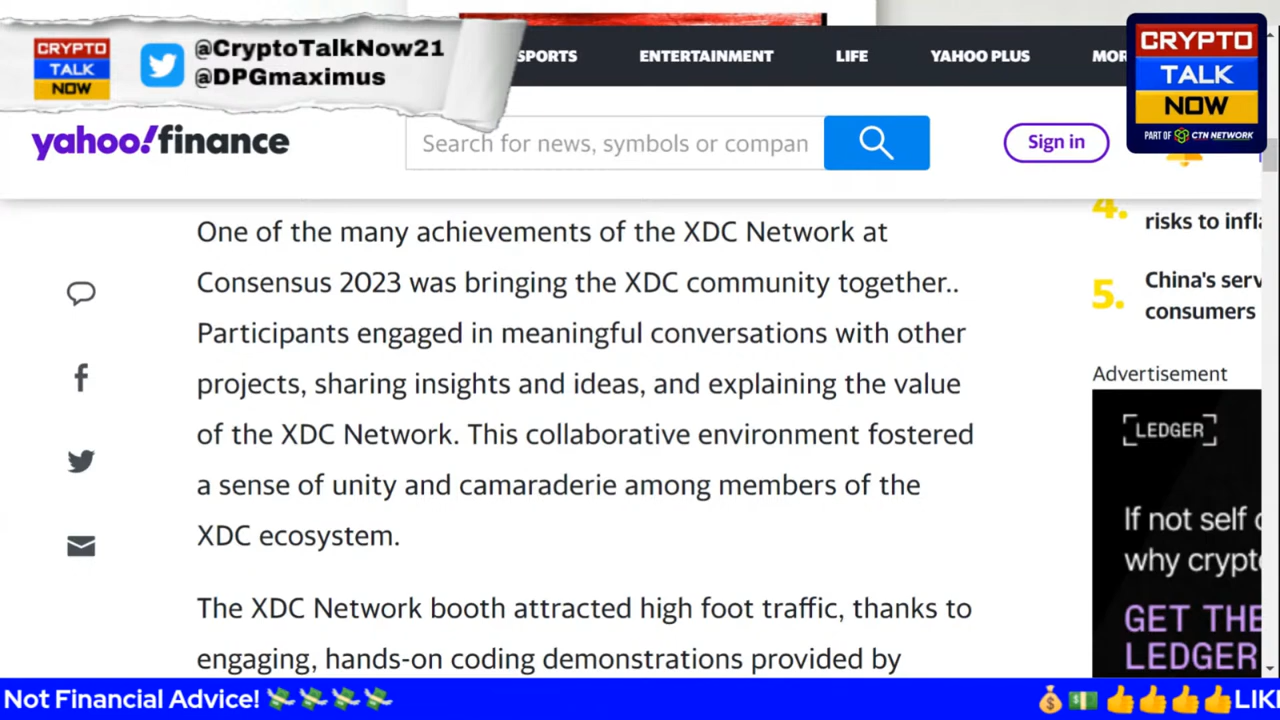 @CryptoTalkNow21
@DPGmaximus
CRYPTO
TALK
NOW
SPORTS
ENTERTAINMENT
LIFE
YAHOO PLUS
CRYPTO
TALK
NOW
PART OF CTN NETWORK
yahoo!finance
Search for news, symbols or compan
Sign in
One of the many achievements of the XDC Network at
Consensus 2023 was bringing the XDC community together..
Participants engaged in meaningful conversations with other
projects, sharing insights and ideas, and explaining the value
of the XDC Network. This collaborative environment fostered
a sense of unity and camaraderie among members of the
XDC ecosystem.
The XDC Network booth attracted high foot traffic, thanks to
engaging, hands-on coding demonstrations provided by
4.
risks to infla
5.
China's serv
consumers
Advertisement
[LEDGER]
If not self c
why crypto
GET THE
LEDGER
Not Financial Advice! 💸💸💸💸
💰💵👍👍👍👍LIK